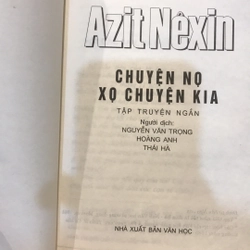 Azit Nêxin
CHUYỆN NỌ
XỌ CHUYỆN KIA
TẬP TRUYỆN NGẮN
Người dịch:
NGUYỄN VĂN TRỌNG
HOÀNG ANH
THÁI HÀ
NHÀ XUẤT BẢN VĂN HỌC